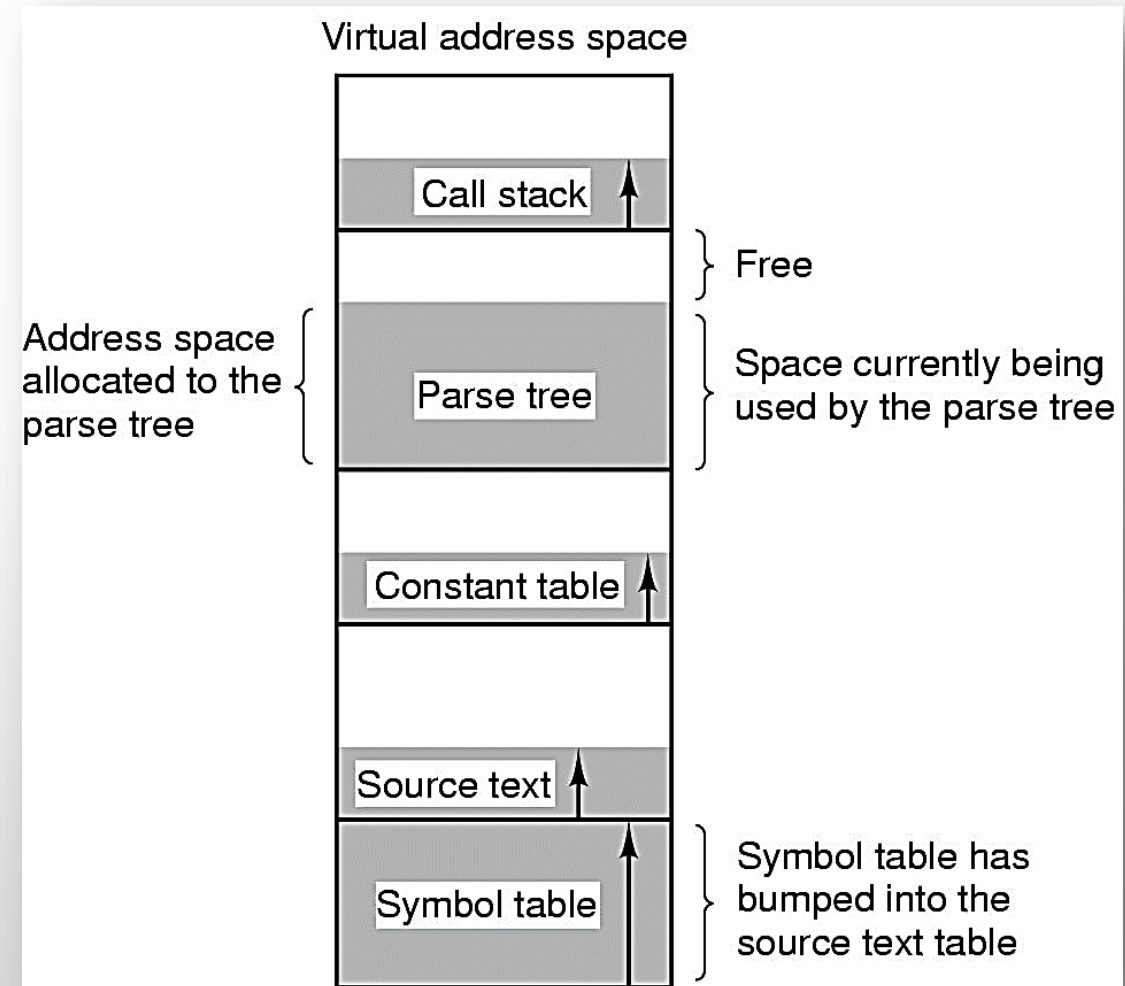 Virtual address space
Call stack
Free
Address space
allocated to the
parse tree
Parse tree
Space currently being
used by the parse tree
Constant table
Source text
Symbol table
Symbol table has
bumped into the
source text table